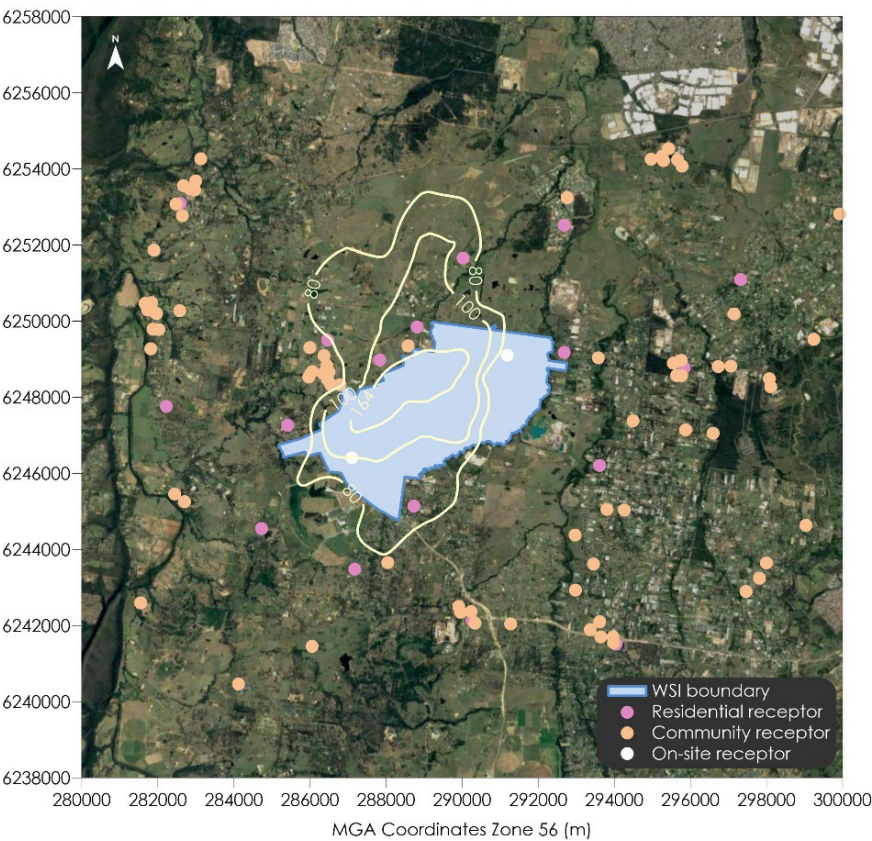 6258000
N
6256000
6254000
6252000
80
80
100
6250000
6248000
100
164
6246000
80
6244000
6242000
WSI boundary
Residential receptor
6240000
Community receptor
On-site receptor
6238000
280000 282000 284000 286000 288000 290000 292000 294000 296000 298000 300000
MGA Coordinates Zone 56 (m)